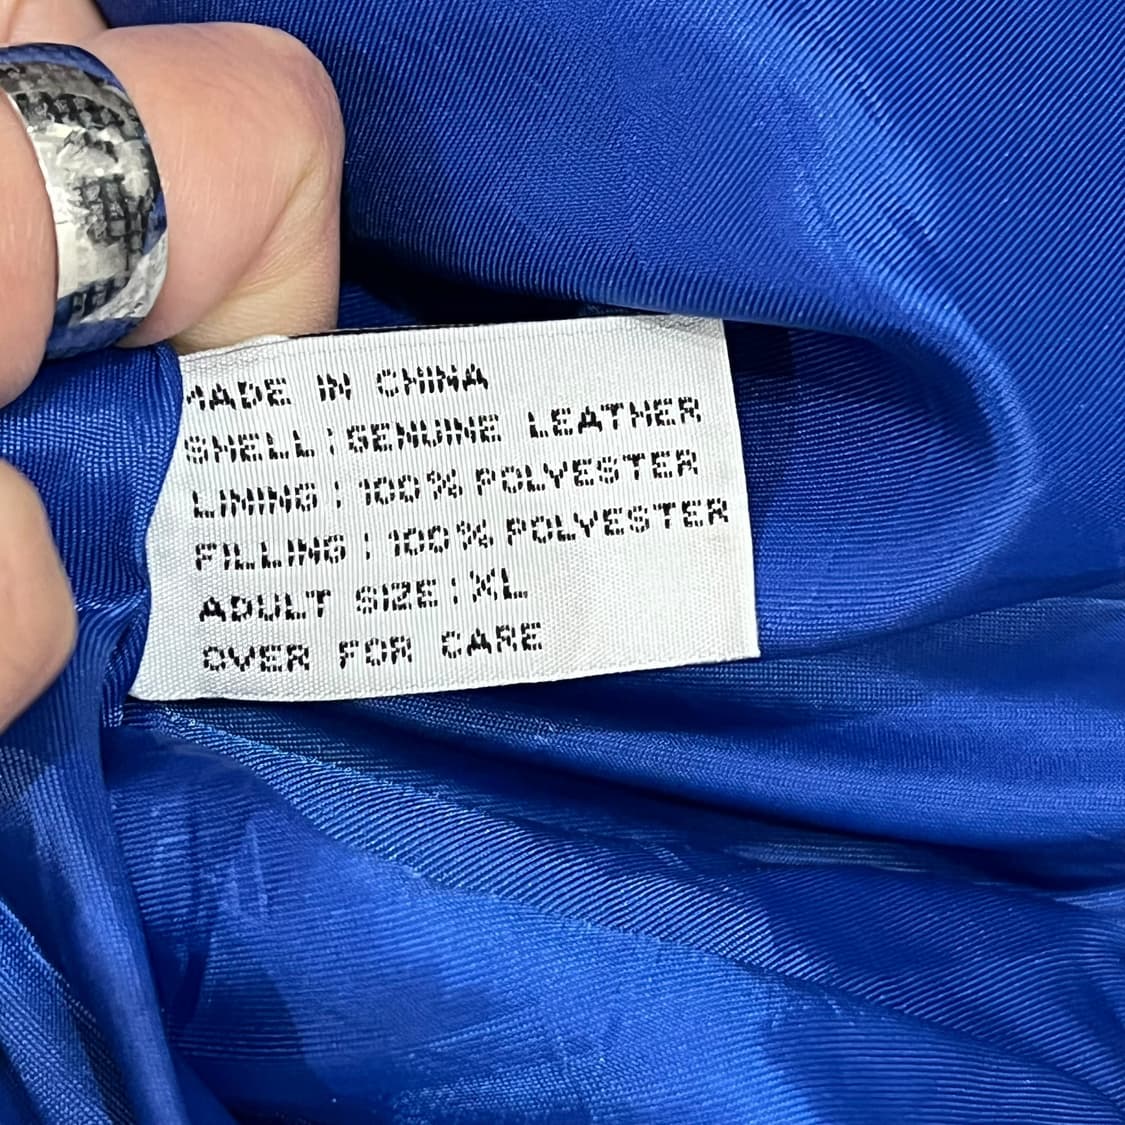 MADE IN CHINA
SHELL : GENUINE LEATHER
LINING : 100% POLYESTER
FILLING : 100% POLYESTER
ADULT SIZE : XL
OVER FOR CARE